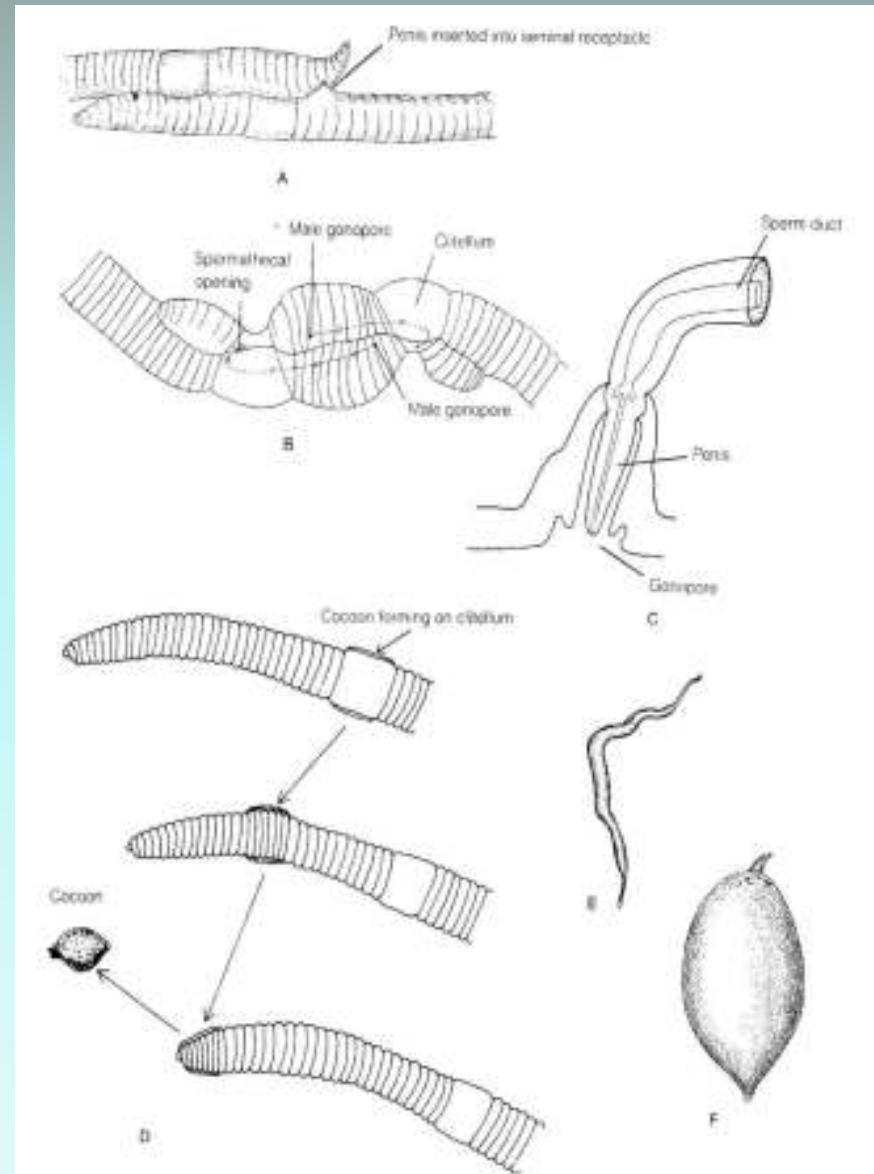 Penis inserted into seminal receptacle
A
Male gonopore
Clitellum
Spermathecal
opening
Male gonopore
B
Sperm duct
Penis
Gonopore
C
Cocoon forming on clitellum
Cocoon
D
E
F